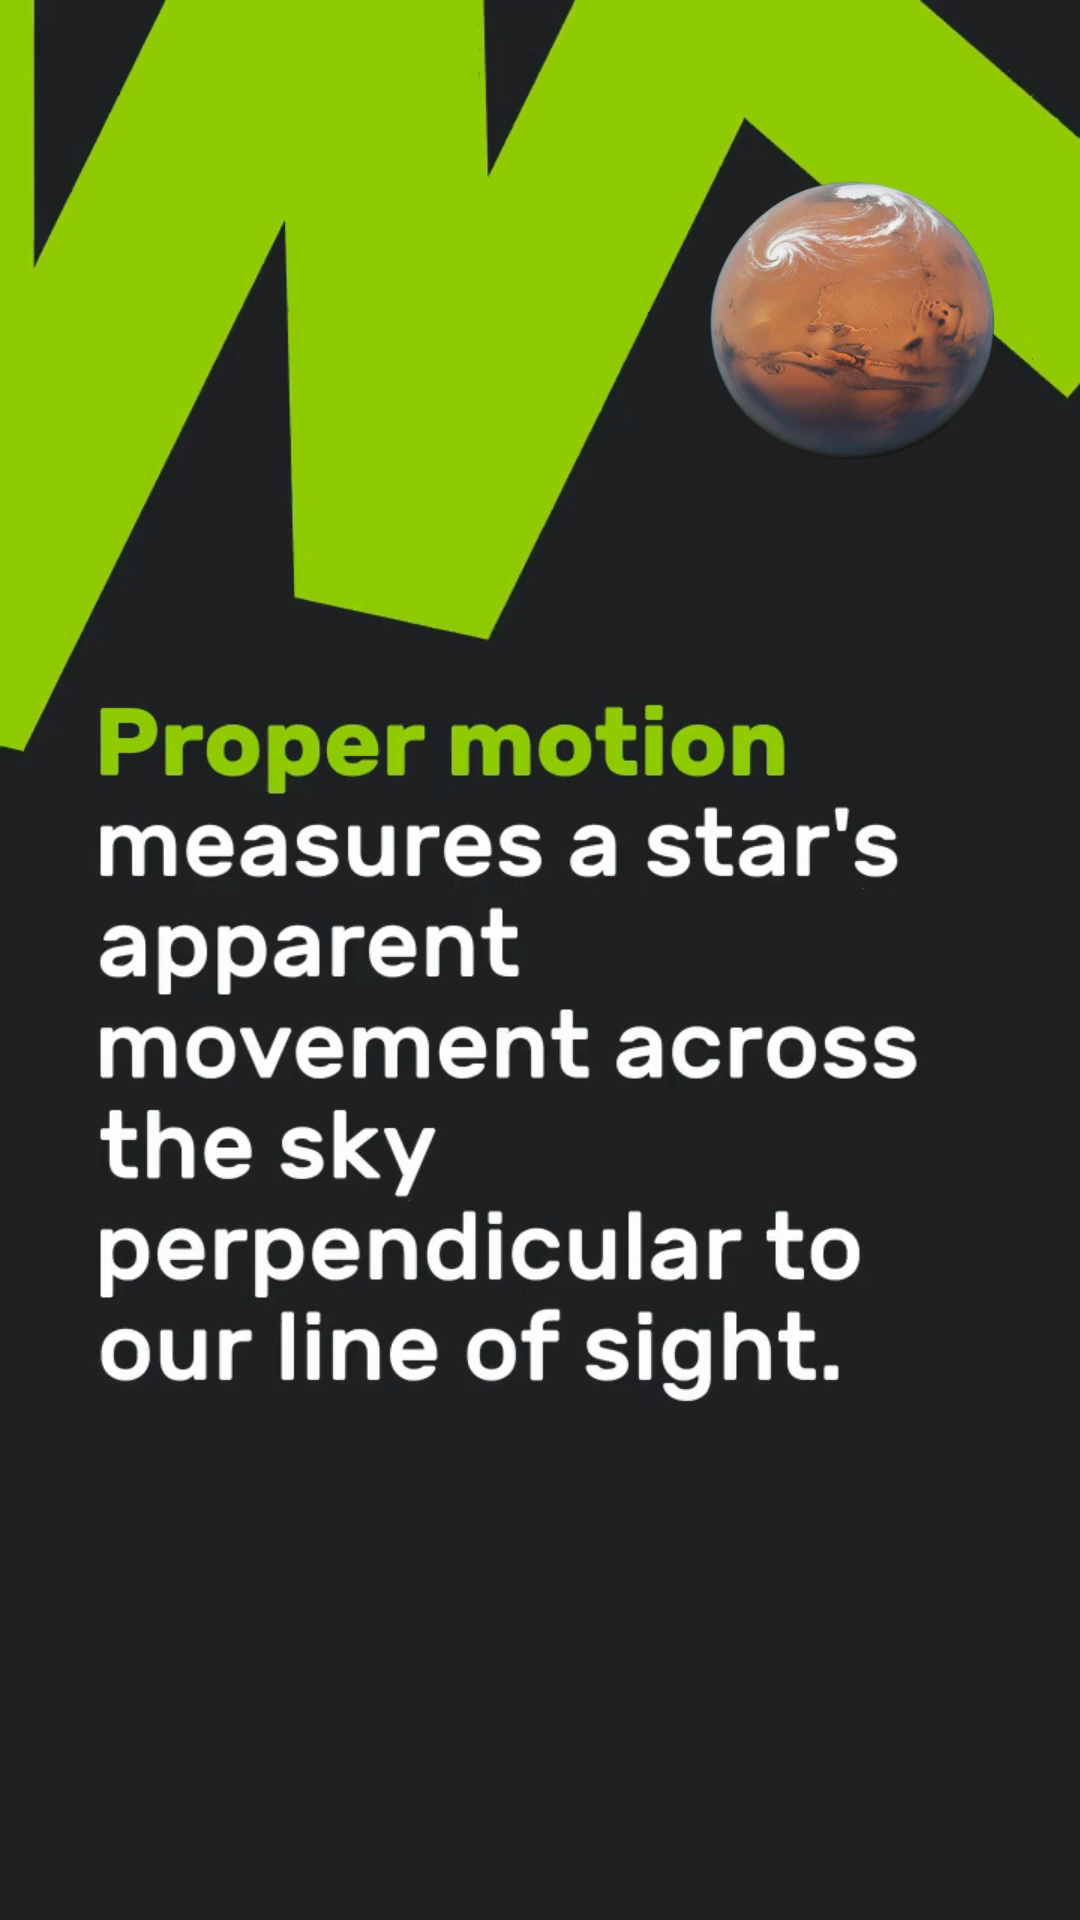 Proper motion
measures a star's
apparent
movement across
the sky
perpendicular to
our line of sight.